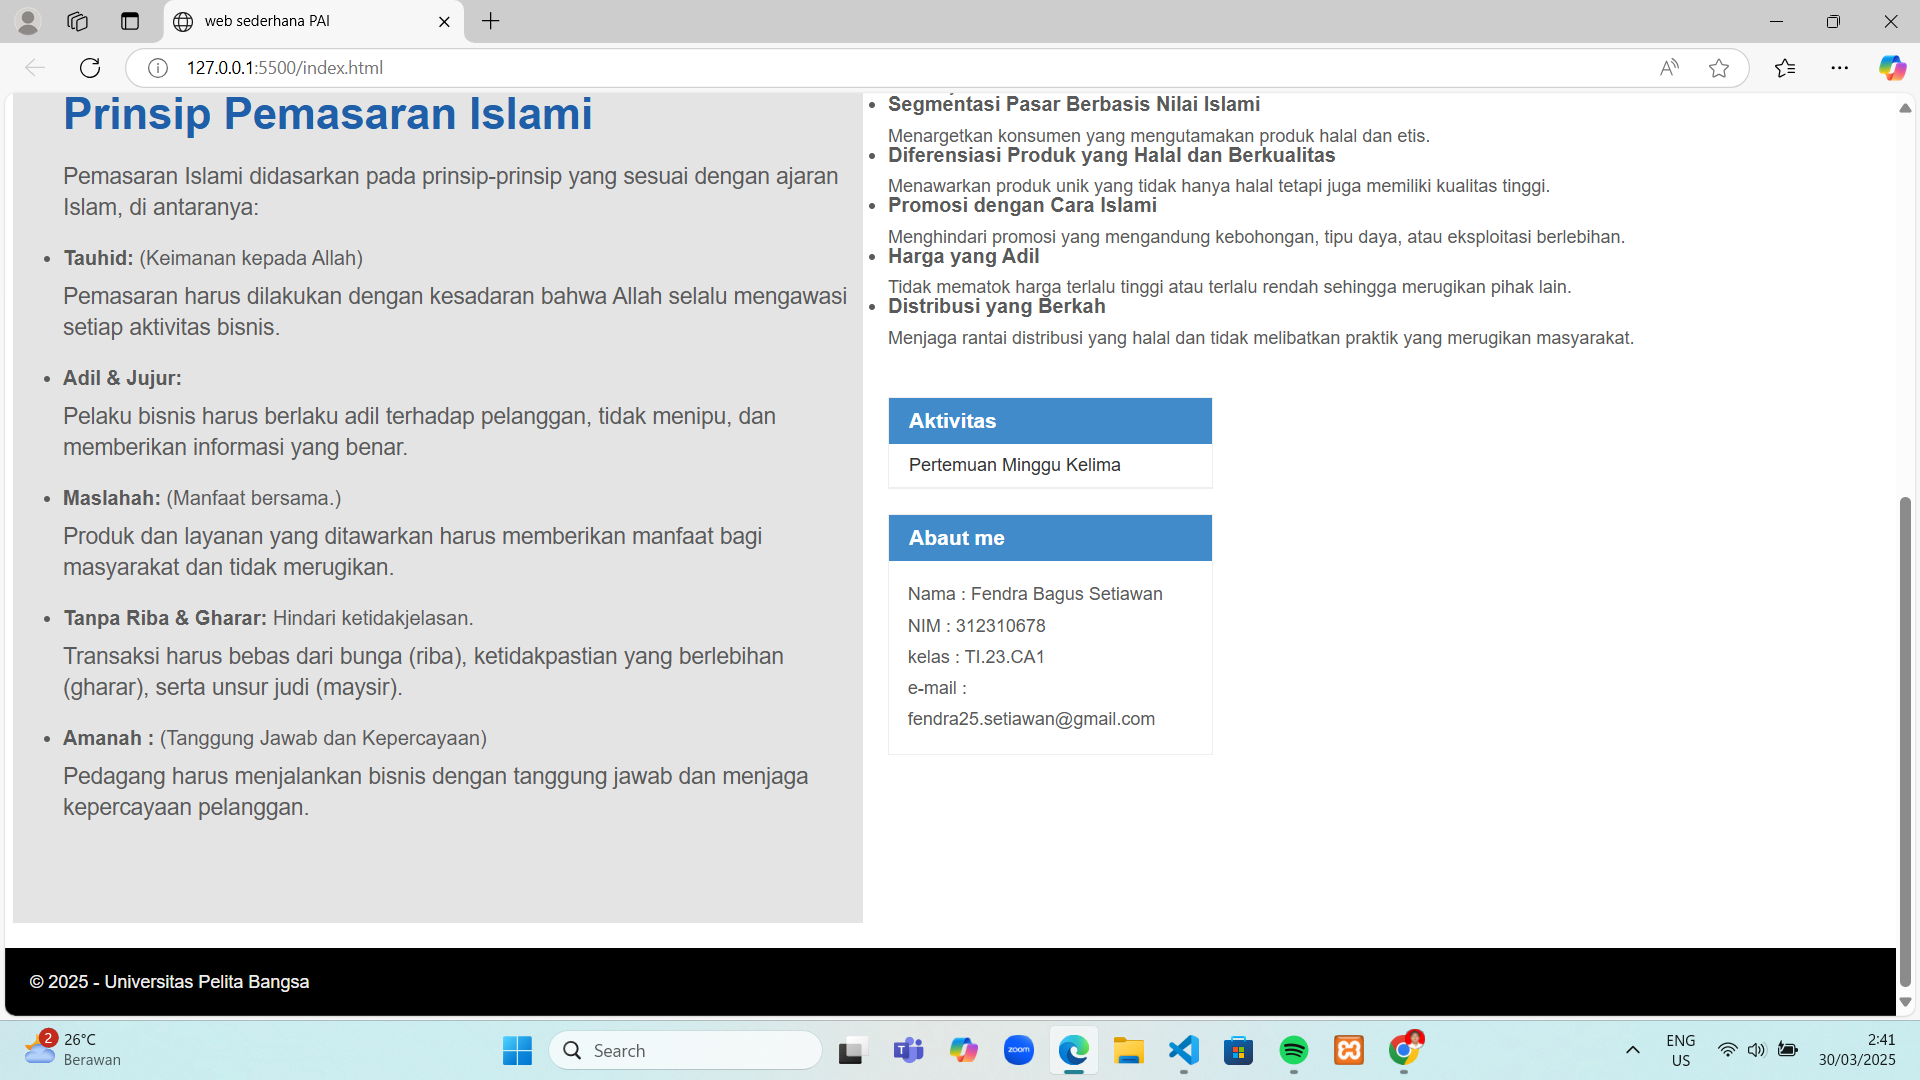 web sederhana PAI
127.0.0.1:5500/index.html
Prinsip Pemasaran Islami
Pemasaran Islami didasarkan pada prinsip-prinsip yang sesuai dengan ajaran
Islam, di antaranya:
• Tauhid: (Keimanan kepada Allah)
Pemasaran harus dilakukan dengan kesadaran bahwa Allah selalu mengawasi
setiap aktivitas bisnis.
• Adil & Jujur:
Pelaku bisnis harus berlaku adil terhadap pelanggan, tidak menipu, dan
memberikan informasi yang benar.
• Maslahah: (Manfaat bersama.)
Produk dan layanan yang ditawarkan harus memberikan manfaat bagi
masyarakat dan tidak merugikan.
• Tanpa Riba & Gharar: Hindari ketidakjelasan.
Transaksi harus bebas dari bunga (riba), ketidakpastian yang berlebihan
(gharar), serta unsur judi (maysir).
• Amanah : (Tanggung Jawab dan Kepercayaan)
Pedagang harus menjalankan bisnis dengan tanggung jawab dan menjaga
kepercayaan pelanggan.
• Segmentasi Pasar Berbasis Nilai Islami
Menargetkan konsumen yang mengutamakan produk halal dan etis.
• Diferensiasi Produk yang Halal dan Berkualitas
Menawarkan produk unik yang tidak hanya halal tetapi juga memiliki kualitas tinggi.
• Promosi dengan Cara Islami
Menghindari promosi yang mengandung kebohongan, tipu daya, atau eksploitasi berlebihan.
• Harga yang Adil
Tidak mematok harga terlalu tinggi atau terlalu rendah sehingga merugikan pihak lain.
• Distribusi yang Berkah
Menjaga rantai distribusi yang halal dan tidak melibatkan praktik yang merugikan masyarakat.
Aktivitas
Pertemuan Minggu Kelima
Abaut me
Nama : Fendra Bagus Setiawan
NIM : 312310678
kelas : TI.23.CA1
e-mail :
fendra25.setiawan@gmail.com
© 2025 - Universitas Pelita Bangsa
2
26°C
Berawan
Search
zoom
ENG
US
2:41
30/03/2025